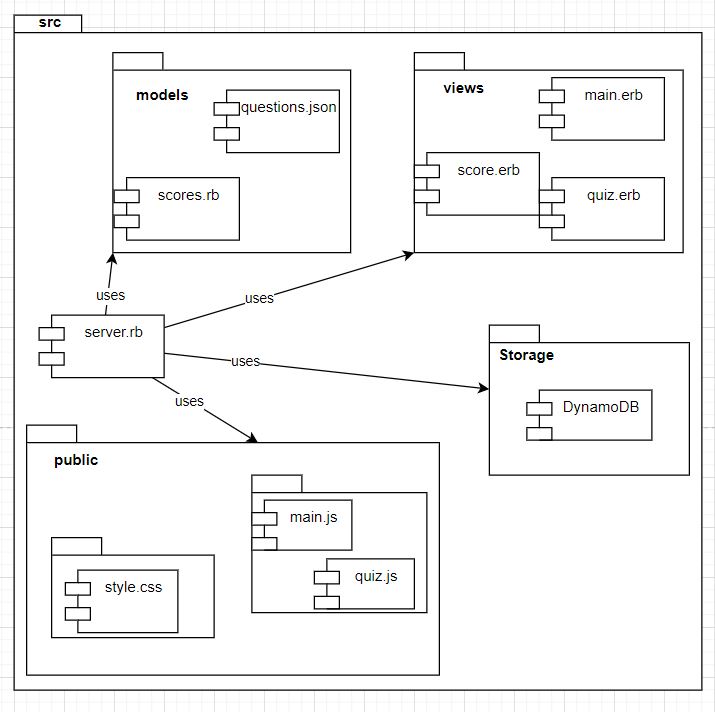 src
models
questions.json
scores.rb
views
main.erb
score.erb
quiz.erb
uses
uses
server.rb
uses
Storage
DynamoDB
uses
public
main.js
quiz.js
style.css